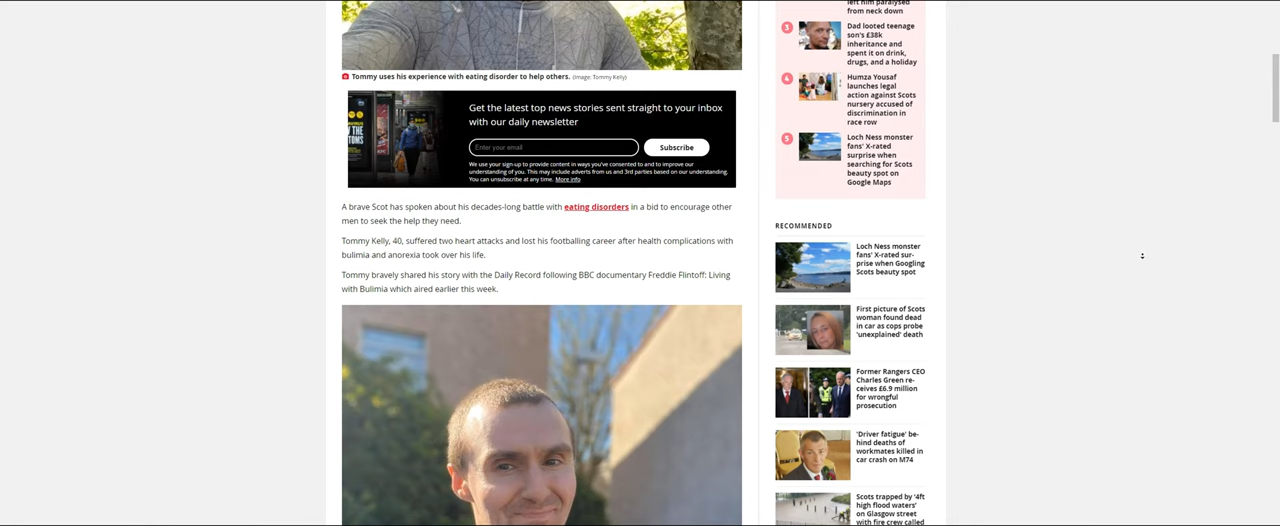 Tommy uses his experience with eating disorder to help others. (Image: Tommy Kelly)
Get the latest top news stories sent straight to your inbox
with our daily newsletter
Enter your email
Subscribe
We use your sign-up to provide content in ways you've consented to and to improve our
understanding of you. This may include adverts from us and 3rd parties based on our understanding.
You can unsubscribe at any time. More info
A brave Scot has spoken about his decades-long battle with eating disorders in a bid to encourage other
men to seek the help they need.
Tommy Kelly, 40, suffered two heart attacks and lost his footballing career after health complications with
bulimia and anorexia took over his life.
Tommy bravely shared his story with the Daily Record following BBC documentary Freddie Flintoff: Living
with Bulimia which aired earlier this week.
left him paralysed
from neck down
3
Dad looted teenage
son's £38k
inheritance and
spent it on drink,
drugs, and a holiday
4
Humza Yousaf
launches legal
action against Scots
nursery accused of
discrimination in
race row
5
Loch Ness monster
fans' X-rated
surprise when
searching for Scots
beauty spot on
Google Maps
RECOMMENDED
Loch Ness monster
fans' X-rated sur-
prise when Googling
Scots beauty spot
First picture of Scots
woman found dead
in car as cops probe
'unexplained' death
Former Rangers CEO
Charles Green re-
ceives £6.9 million
for wrongful
prosecution
'Driver fatigue' be-
hind deaths of
workmates killed in
car crash on M74
Scots trapped by '4ft
high flood waters'
on Glasgow street
with fire crew called